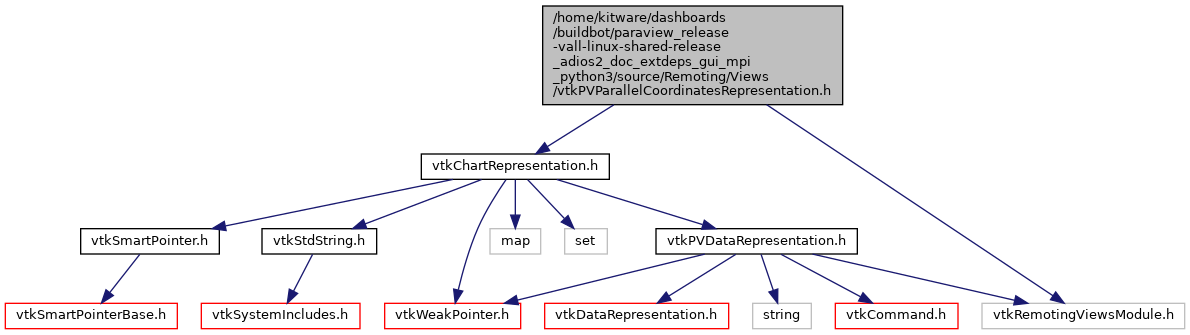 /home/kitware/dashboards
/buildbot/paraview_release
-vall-linux-shared-release
_adios2_doc_extdeps_gui_mpi
_python3/source/Remoting/Views
/vtkPVParallelCoordinatesRepresentation.h
vtkChartRepresentation.h
vtkSmartPointer.h
vtkStdString.h
map
set
vtkPVDataRepresentation.h
vtkSmartPointerBase.h
vtkSystemIncludes.h
vtkWeakPointer.h
vtkDataRepresentation.h
string
vtkCommand.h
vtkRemotingViewsModule.h